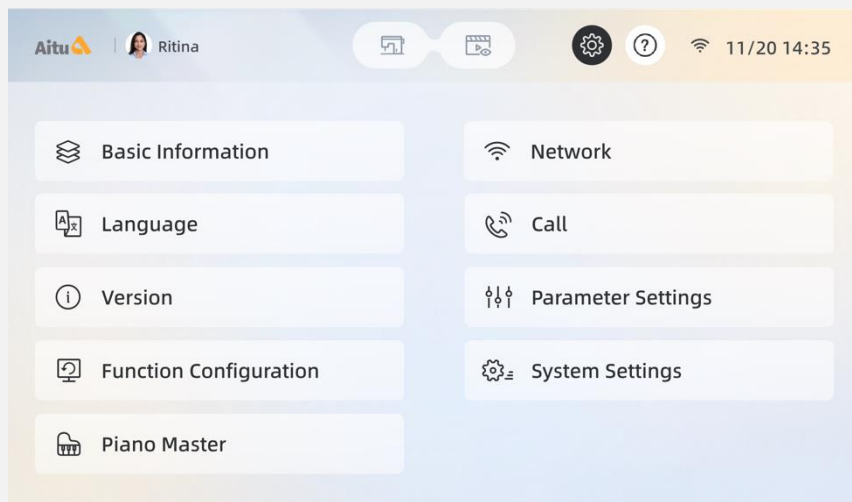 Aitu Ritina 11/20 14:35
Basic Information
Network
Language
Call
Version
Parameter Settings
Function Configuration
System Settings
Piano Master